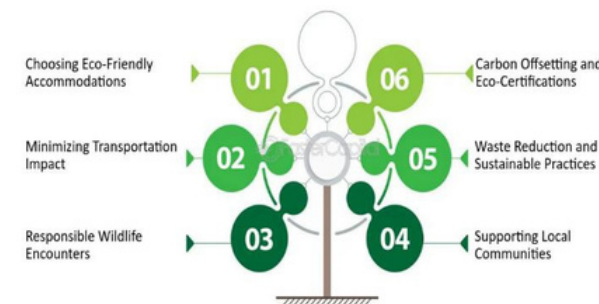 Choosing Eco-Friendly
Accommodations
01
06
Carbon Offsetting and
Eco-Certifications
Minimizing Transportation
Impact
02
05
Waste Reduction and
Sustainable Practices
Responsible Wildlife
Encounters
03
04
Supporting Local
Communities